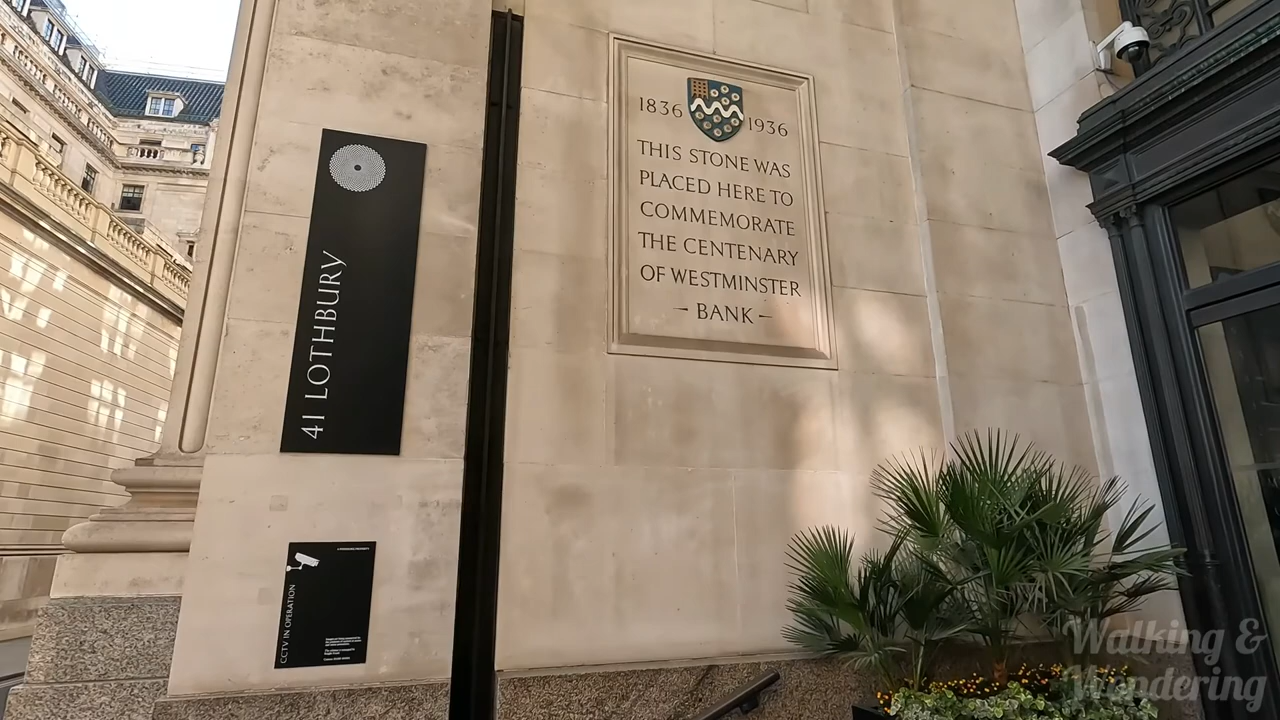 41 LOTHBURY
1836 1936
THIS STONE WAS
PLACED HERE TO
COMMEMORATE
THE CENTENARY
OF WESTMINSTER
– BANK –
CCTV IN OPERATION
Walking &
Wondering